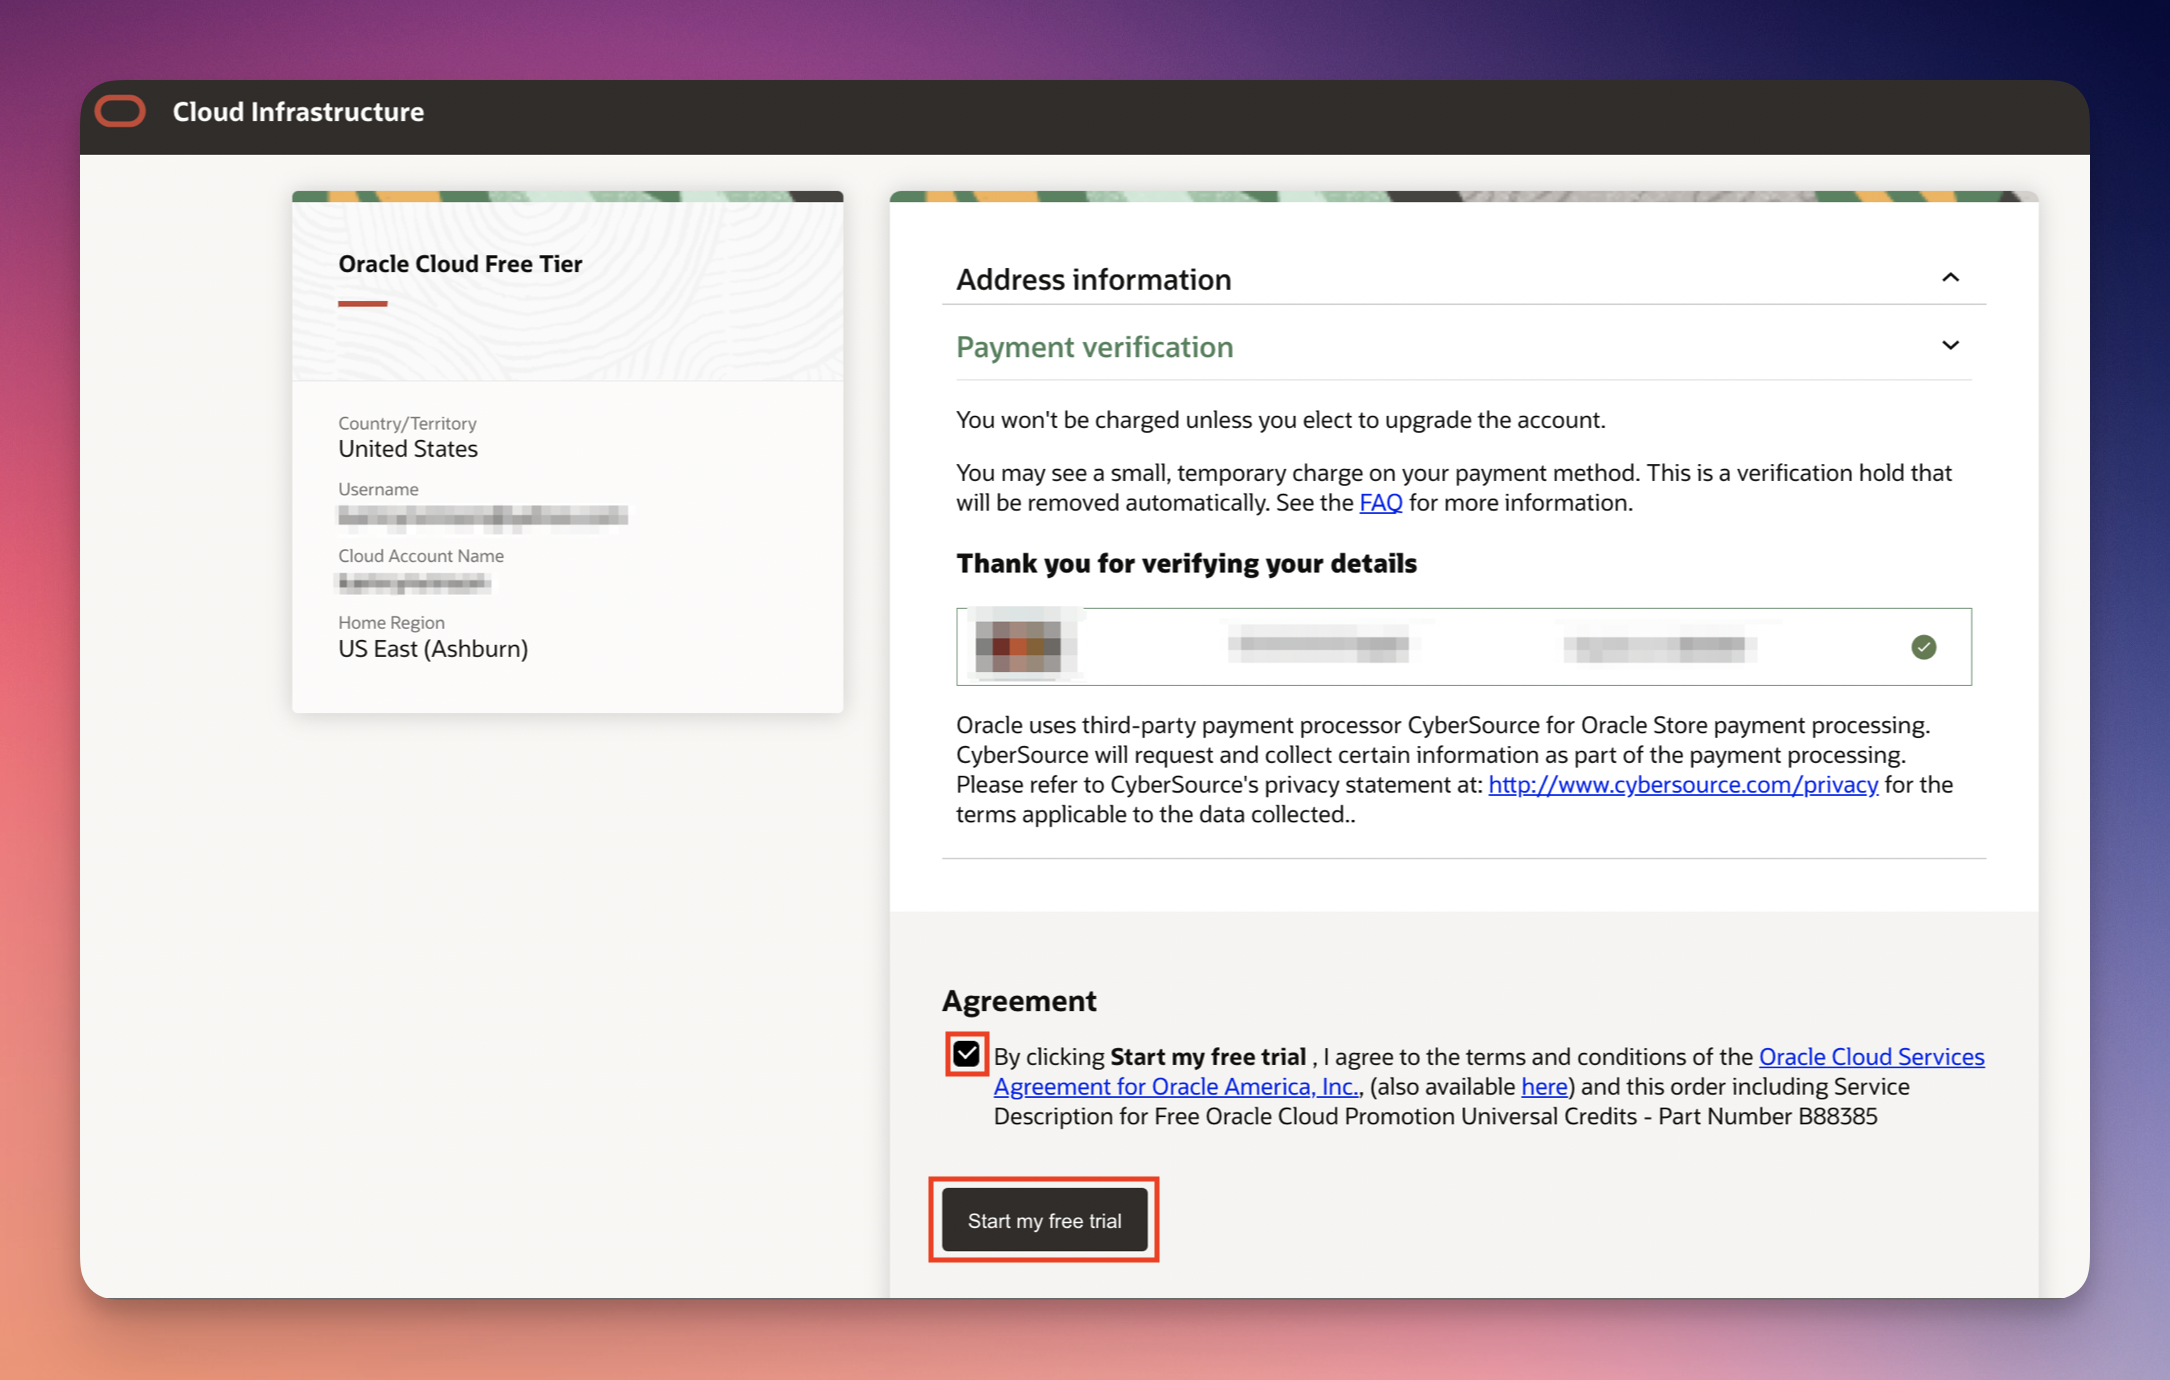 Cloud Infrastructure
Oracle Cloud Free Tier
Country/Territory
United States
Username
Cloud Account Name
Home Region
US East (Ashburn)
Address information
Payment verification
You won't be charged unless you elect to upgrade the account.
You may see a small, temporary charge on your payment method. This is a verification hold that
will be removed automatically. See the FAQ for more information.
Thank you for verifying your details
Oracle uses third-party payment processor CyberSource for Oracle Store payment processing.
CyberSource will request and collect certain information as part of the payment processing.
Please refer to CyberSource's privacy statement at: http://www.cybersource.com/privacy for the
terms applicable to the data collected..
Agreement
By clicking Start my free trial , I agree to the terms and conditions of the Oracle Cloud Services
Agreement for Oracle America, Inc., (also available here) and this order including Service
Description for Free Oracle Cloud Promotion Universal Credits - Part Number B88385
Start my free trial